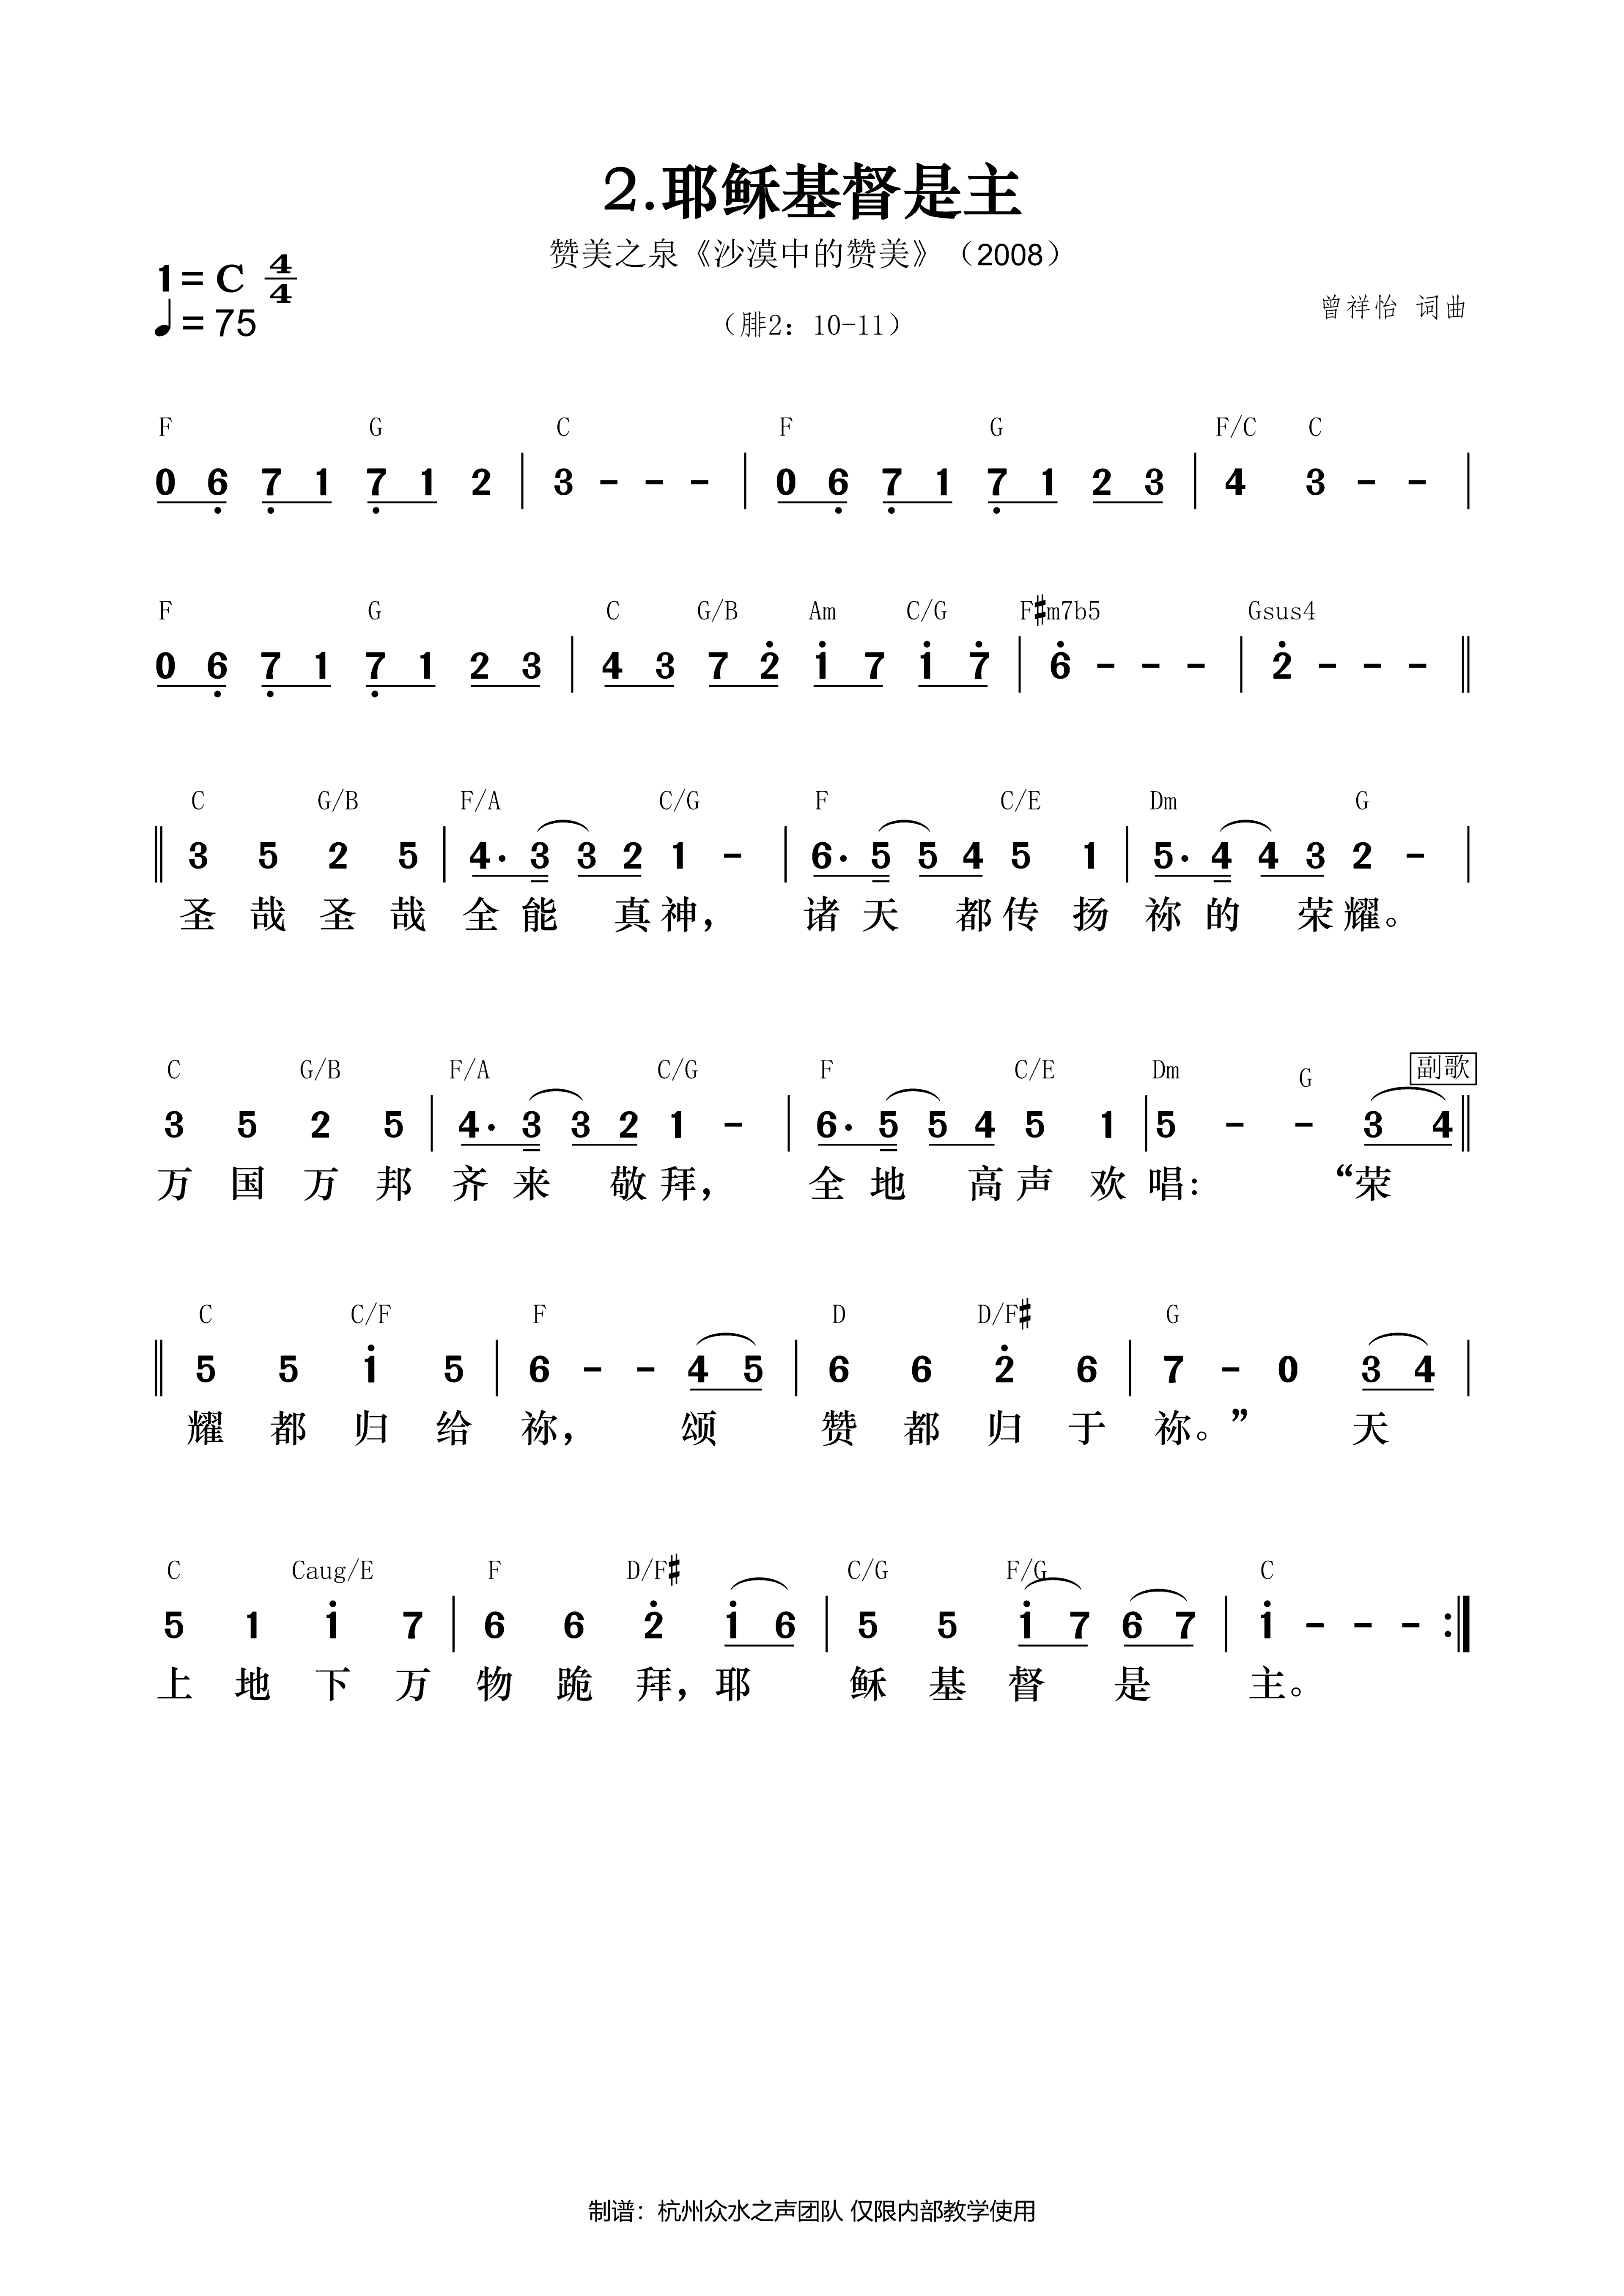 2.耶稣基督是主
赞美之泉《沙漠中的赞美》（2008）
1=C 4/4
♩=75
（腓2：10-11）
曾祥怡 词曲
F G C F G F/C C
0 6̣ 7̣ 1 7̣ 1 2 | 3 - - - | 0 6̣ 7̣ 1 7̣ 1 2 3 | 4 3 - - |
F G C G/B Am C/G F♯m7b5 Gsus4
0 6̣ 7̣ 1 7̣ 1 2 3 | 4 3 7 2̇ 1̇ 7 1̇ 7̇ | 6̇ - - - | 2̇ - - - ‖
C G/B F/A C/G F C/E Dm G
‖ 3 5 2 5 | 4· 3 3 2 1 - | 6· 5 5 4 5 1 | 5· 4 4 3 2 - |
圣 哉 圣 哉 全 能 真 神， 诸 天 都 传 扬 祢 的 荣 耀。
C G/B F/A C/G F C/E Dm G 副歌
3 5 2 5 | 4· 3 3 2 1 - | 6· 5 5 4 5 1 | 5 - - 3 4 ‖
万 国 万 邦 齐 来 敬 拜， 全 地 高 声 欢 唱： “荣
C C/F F D D/F♯ G
‖ 5 5 1̇ 5 | 6 - - 4 5 | 6 6 2̇ 6 | 7 - 0 3 4 |
耀 都 归 给 祢， 颂 赞 都 归 于 祢。” 天
C Caug/E F D/F♯ C/G F/G C
5 1 1̇ 7 | 6 6 2̇ 1̇ 6 | 5 5 1̇ 7 6 7 | 1̇ - - - :‖
上 地 下 万 物 跪 拜， 耶 稣 基 督 是 主。
制谱：杭州众水之声团队 仅限内部教学使用